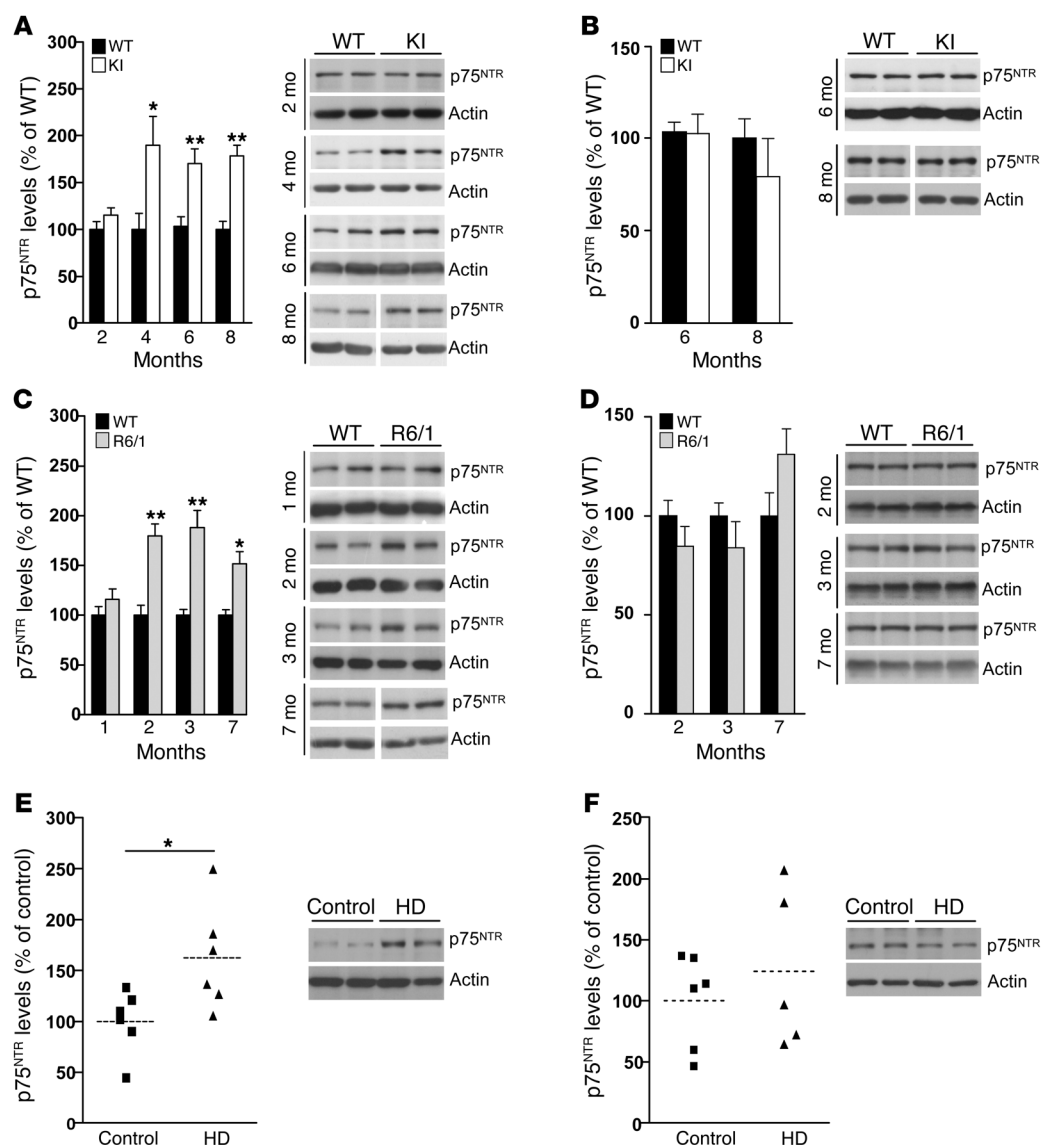 A
300
250
200
150
100
50
0
p75NTR levels (% of WT)
WT
KI
*
**
**
2 4 6 8
Months
WT KI
2 mo
p75NTR
Actin
4 mo
p75NTR
Actin
6 mo
p75NTR
Actin
8 mo
p75NTR
Actin
B
150
100
50
0
p75NTR levels (% of WT)
WT
KI
6 8
Months
WT KI
6 mo
p75NTR
Actin
8 mo
p75NTR
Actin
C
300
250
200
150
100
50
0
p75NTR levels (% of WT)
WT
R6/1
**
**
*
1 2 3 7
Months
WT R6/1
1 mo
p75NTR
Actin
2 mo
p75NTR
Actin
3 mo
p75NTR
Actin
7 mo
p75NTR
Actin
D
150
100
50
0
p75NTR levels (% of WT)
WT
R6/1
2 3 7
Months
WT R6/1
2 mo
p75NTR
Actin
3 mo
p75NTR
Actin
7 mo
p75NTR
Actin
E
300
250
200
150
100
50
0
p75NTR levels (% of control)
*
Control HD
Control HD
p75NTR
Actin
F
250
200
150
100
50
0
p75NTR levels (% of control)
Control HD
Control HD
p75NTR
Actin